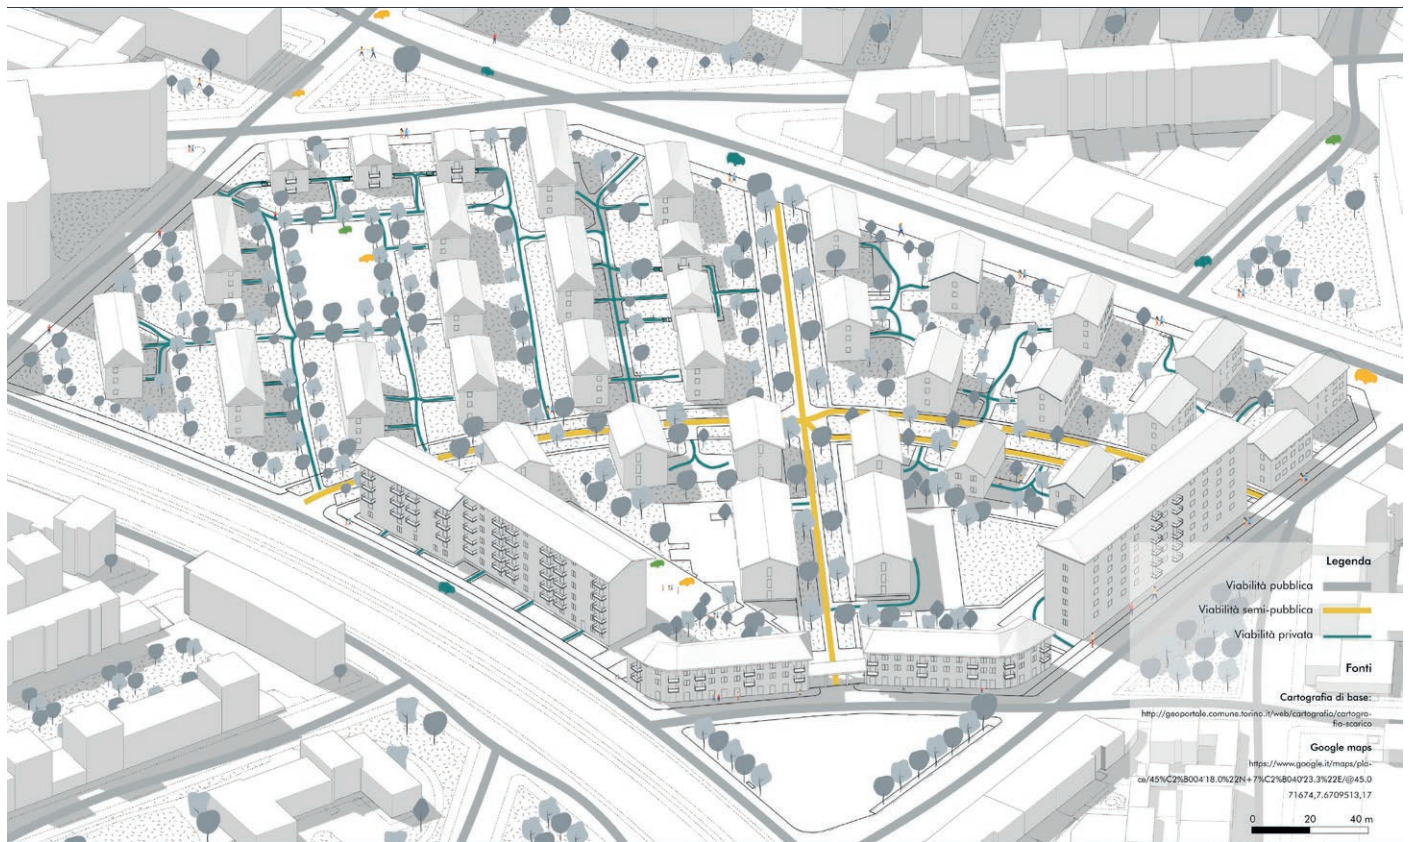 Legenda
Viabilità pubblica
Viabilità semi-pubblica
Viabilità privata
Fonti
Cartografia di base:
http://geoportale.comune.torino.it/web/cartografia/cartogra-
fia-scarico
Google maps
https://www.google.it/maps/pla-
ce/45%C2%B004'18.0%22N+7%C2%B040'23.3%22E/@45.0
71674,7.6709513,17
0 20 40 m